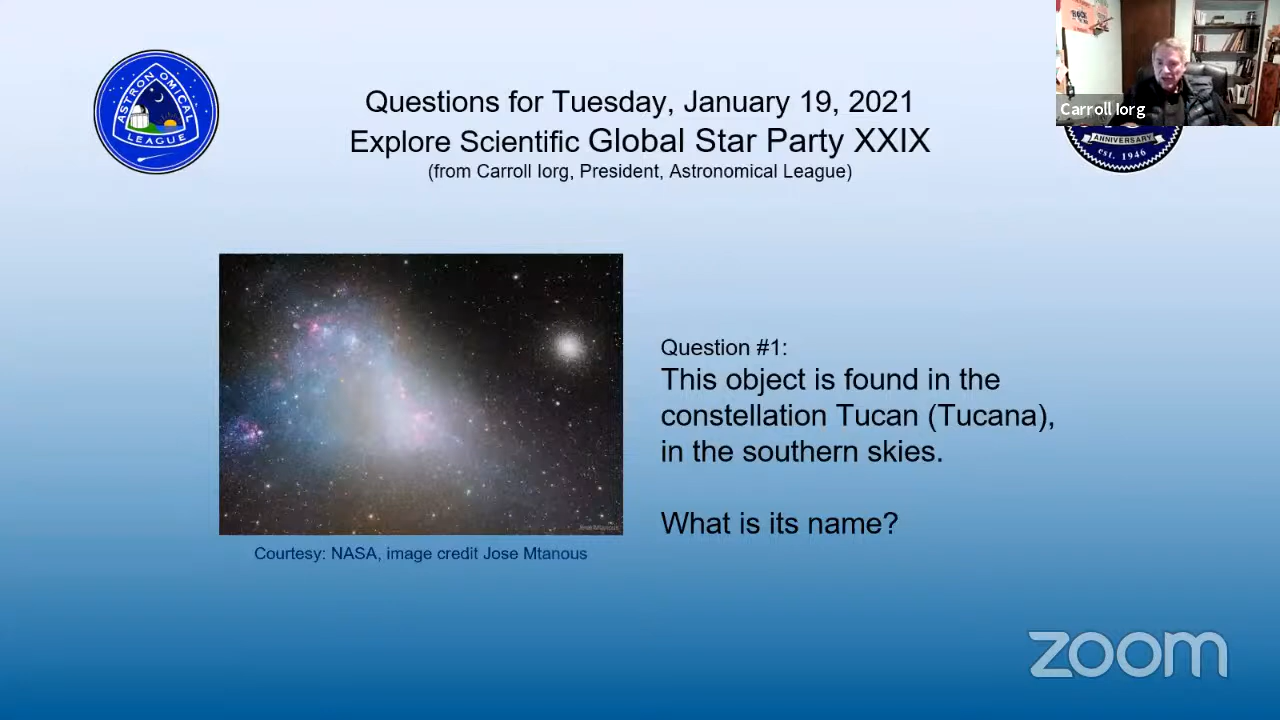 ASTRONOMICAL
LEAGUE
Questions for Tuesday, January 19, 2021
Explore Scientific Global Star Party XXIX
(from Carroll Iorg, President, Astronomical League)
Carroll Iorg
ANNIVERSARY
est. 1946
Question #1:
This object is found in the
constellation Tucan (Tucana),
in the southern skies.
What is its name?
Courtesy: NASA, image credit Jose Mtanous
zoom